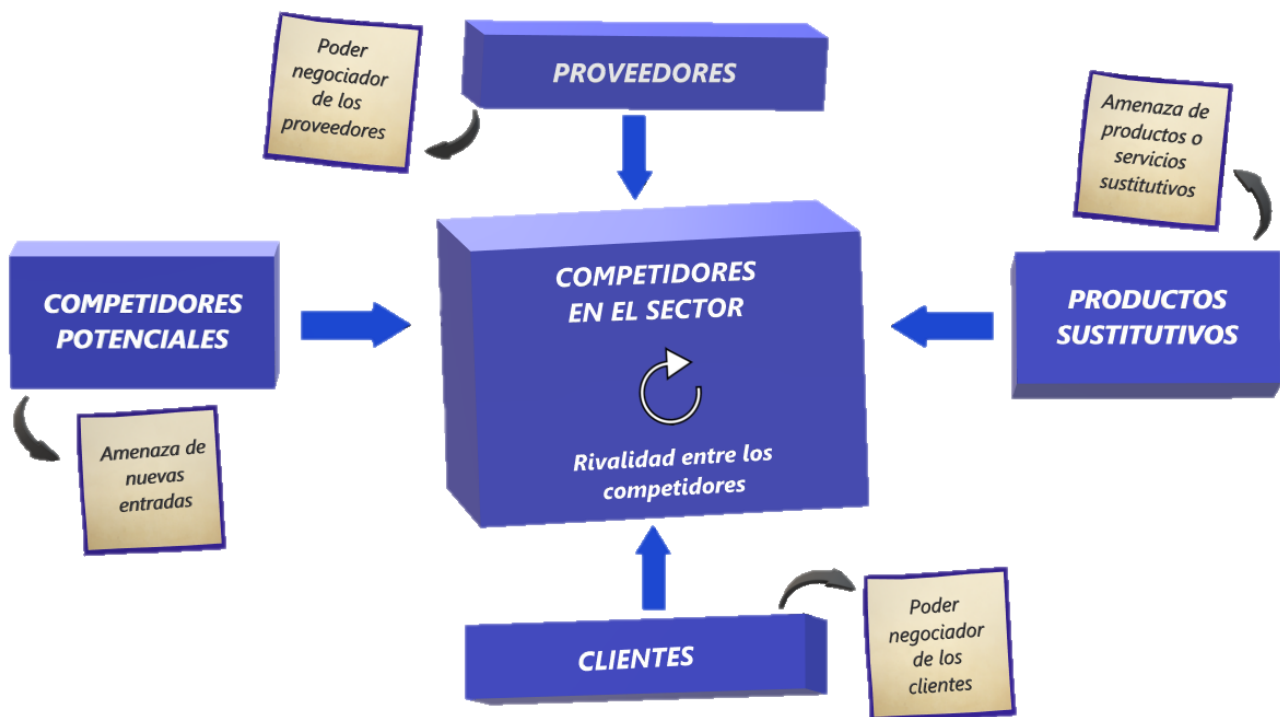 Poder
negociador
de los
proveedores
PROVEEDORES
Amenaza de
productos o
servicios
sustitutivos
COMPETIDORES
POTENCIALES
COMPETIDORES
EN EL SECTOR
PRODUCTOS
SUSTITUTIVOS
Amenaza de
nuevas
entradas
Rivalidad entre los
competidores
CLIENTES
Poder
negociador
de los
clientes